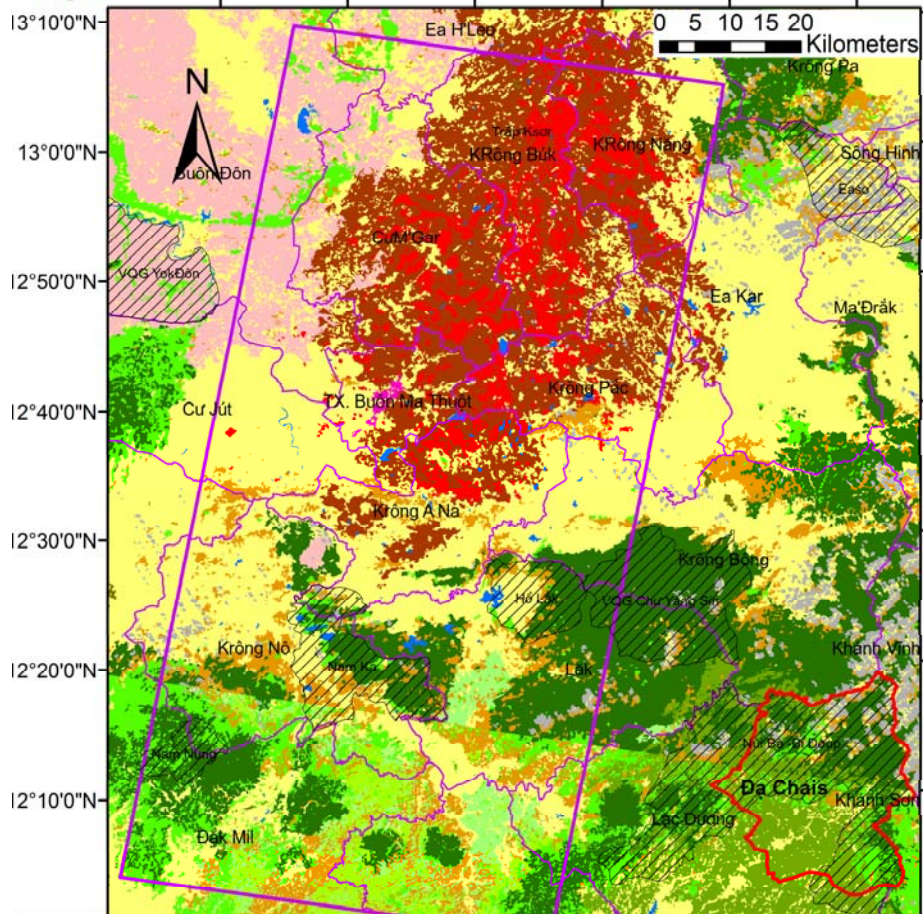 13°10'0"N
Ea H'Leo
0 5 10 15 20
Kilometers
Krông Pa
N
13°0'0"N
Buôn Đôn
KRông Búk
KRông Năng
Sông Hinh
Easo
CuM'Gar
12°50'0"N
VQG YokĐôn
Ea Kar
Ma'Đrắk
12°40'0"N
Cư Jút
TX. Buôn Ma Thuột
Krông Pắc
Krông A Na
12°30'0"N
Krông Bông
Hồ Lắk
VQG Chư Yang Sin
12°20'0"N
Krông Nô
Nam Ka
Lắk
Khánh Vĩnh
Nam Nung
Núi Bà -Bi Doup
12°10'0"N
Đa Chais
Khánh Sơn
Lạc Dương
Đak Mil